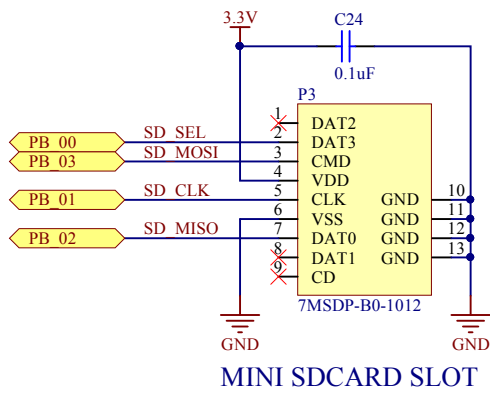 3.3V
C24
0.1uF
P3
1 DAT2
PB_00 SD_SEL 2 DAT3
PB_03 SD_MOSI 3 CMD
4 VDD
PB_01 SD_CLK 5 CLK GND 10
6 VSS GND 11
PB_02 SD_MISO 7 DAT0 GND 12
8 DAT1 GND 13
9 CD
7MSDP-B0-1012
GND GND
MINI SDCARD SLOT